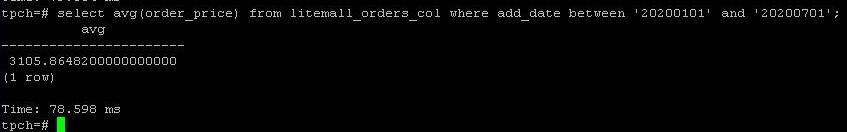 tpch=# select avg(order_price) from litemall_orders_col where add_date between '20200101' and '20200701';
avg
-----------------------
3105.8648200000000000
(1 row)
Time: 78.598 ms
tpch=#